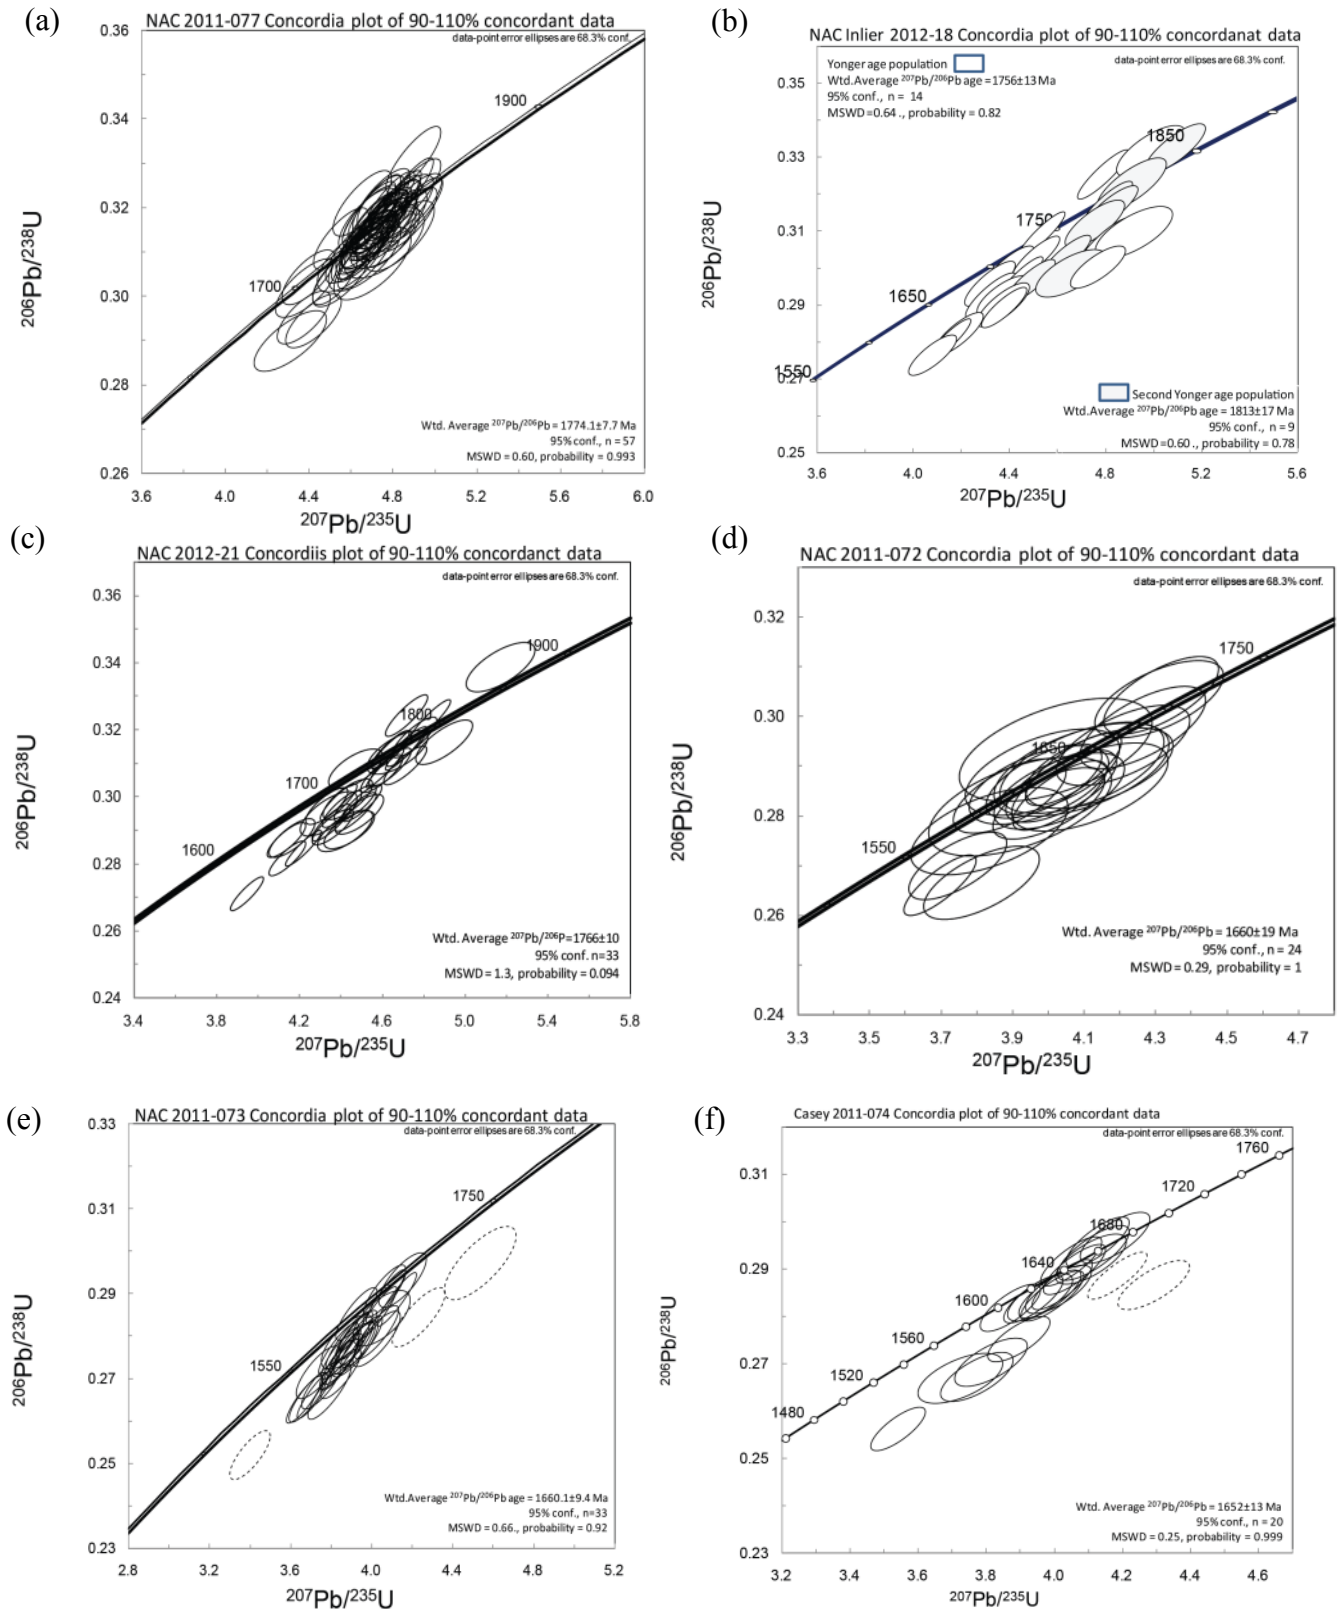 (a)
NAC 2011-077 Concordia plot of 90-110% concordant data
data-point error ellipses are 68.3% conf.
0.36
0.34
0.32
0.30
0.28
0.26
1900
1700
Wtd. Average 207Pb/206Pb = 1774.1±7.7 Ma
95% conf., n = 57
MSWD = 0.60, probability = 0.993
3.6 4.0 4.4 4.8 5.2 5.6 6.0
206Pb/238U
207Pb/235U
(b)
NAC Inlier 2012-18 Concordia plot of 90-110% concordanat data
data-point error ellipses are 68.3% conf.
Yonger age population
Wtd. Average 207Pb/206Pb age =1756±13 Ma
95% conf., n = 14
MSWD=0.64 ., probability = 0.82
0.35
0.33
0.31
0.29
0.27
0.25
1850
1750
1650
1550
Second Yonger age population
Wtd.Average 207Pb/206Pb age = 1813±17 Ma
95% conf., n = 9
MSWD=0.60 ., probability = 0.78
3.6 4.0 4.4 4.8 5.2 5.6
206Pb/238U
207Pb/235U
(c)
NAC 2012-21 Concordiis plot of 90-110% concordanct data
data-point error ellipses are 68.3% conf.
0.36
0.34
0.32
0.30
0.28
0.26
0.24
1900
1800
1700
1600
Wtd. Average 207Pb/206P=1766±10
95% conf. n=33
MSWD = 1.3, probability = 0.094
3.4 3.8 4.2 4.6 5.0 5.4 5.8
206Pb/238U
207Pb/235U
(d)
NAC 2011-072 Concordia plot of 90-110% concordant data
data-point error ellipses are 68.3% conf.
0.32
0.30
0.28
0.26
0.24
1750
1650
1550
Wtd. Average 207Pb/206Pb = 1660±19 Ma
95% conf., n = 24
MSWD = 0.29, probability = 1
3.3 3.5 3.7 3.9 4.1 4.3 4.5 4.7
206Pb/238U
207Pb/235U
(e)
NAC 2011-073 Concordia plot of 90-110% concordant data
data-point error ellipses are 68.3% conf.
0.33
0.31
0.29
0.27
0.25
0.23
1750
1550
Wtd.Average 207Pb/206Pb age = 1660.1±9.4 Ma
95% conf., n=33
MSWD = 0.66., probability = 0.92
2.8 3.2 3.6 4.0 4.4 4.8 5.2
206Pb/238U
207Pb/235U
(f)
Casey 2011-074 Concordia plot of 90-110% concordant data
data-point error ellipses are 68.3% conf.
0.31
0.29
0.27
0.25
0.23
1760
1720
1680
1640
1600
1560
1520
1480
Wtd. Average 207Pb/206Pb = 1652±13 Ma
95% conf., n = 20
MSWD = 0.25, probability = 0.999
3.2 3.4 3.6 3.8 4.0 4.2 4.4 4.6
206Pb/238U
207Pb/235U